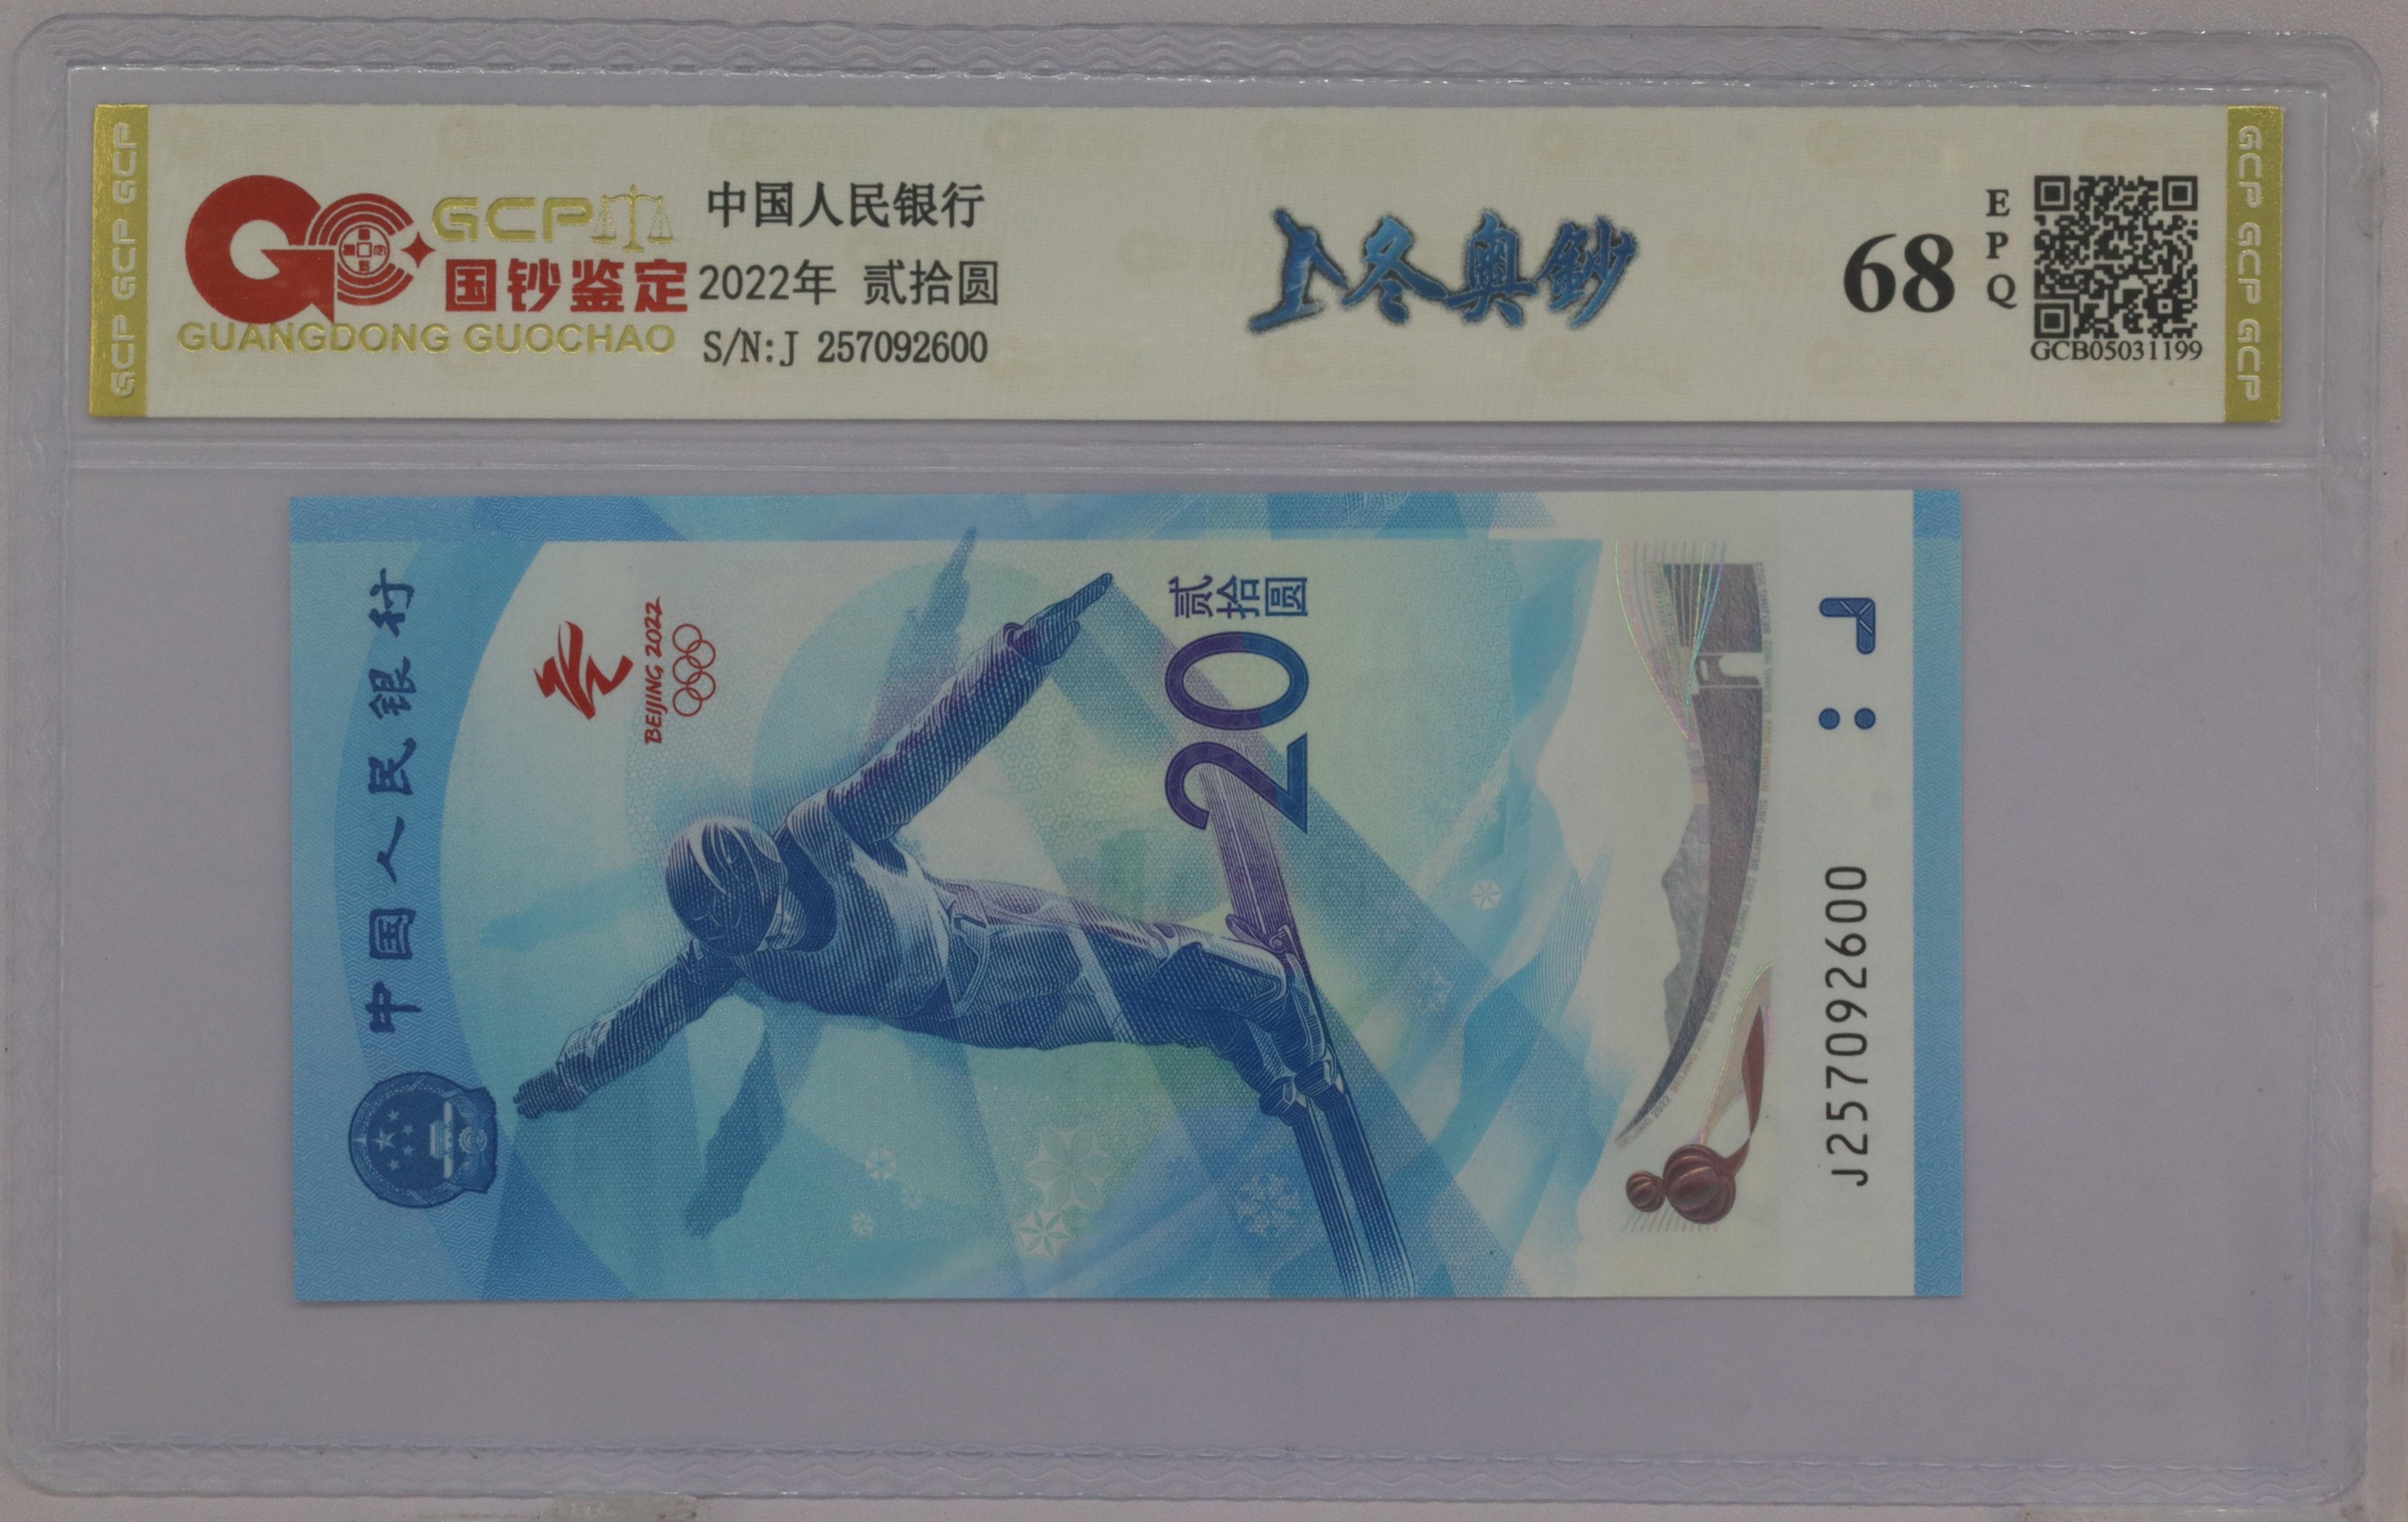 GCP GCP GCP
GCP
国钞鉴定
GUANGDONG GUOCHAO
中国人民银行
2022年 贰拾圆
S/N:J 257092600
冬奥鈔
68
EPQ
GCB05031199
GCP GCP GCP
中国人民银行
BEIJING 2022
贰拾圆
20
J257092600